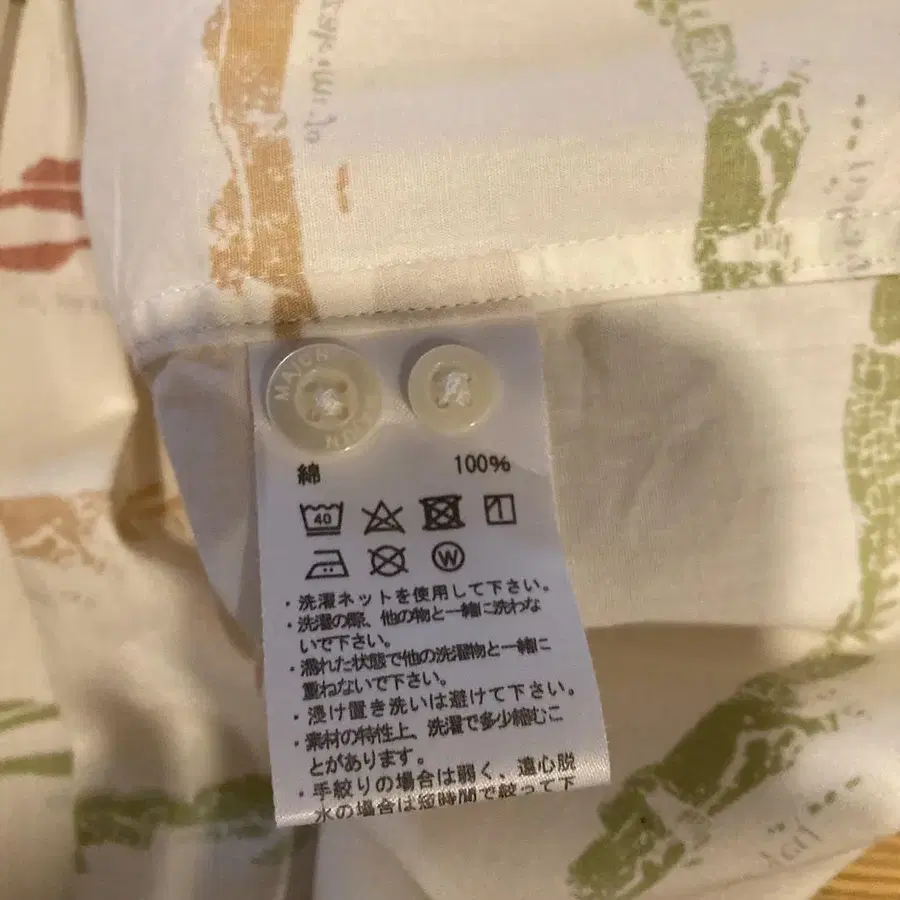 MAJOR
綿 100%
40
W
・洗濯ネットを使用して下さい。
・洗濯の際、他の物と一緒に洗わな
いで下さい。
・濡れた状態で他の洗濯物と一緒に
重ねないで下さい。
・浸け置き洗いは避けて下さい。
・素材の特性上、洗濯で多少縮むこ
とがあります。
・手絞りの場合は弱く、遠心脱
水の場合は短時間で絞って下